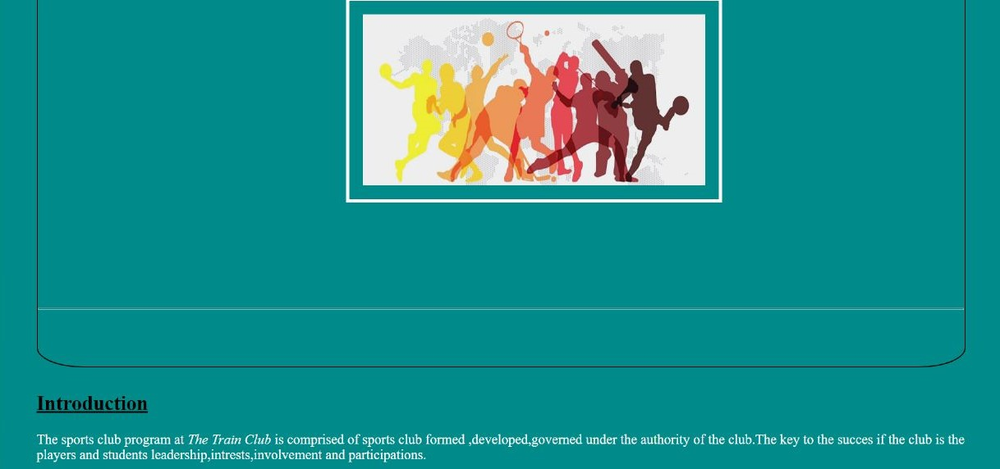 Introduction
The sports club program at The Train Club is comprised of sports club formed ,developed,governed under the authority of the club.The key to the succes if the club is the
players and students leadership,intrests,involvement and participations.